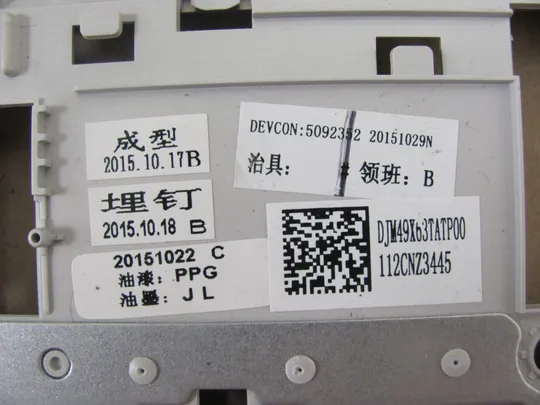 成型
2015.10.17B
埋钉
2015.10.18 B
20151022 C
油漆: PPG
油墨: JL
DEVCON:5092352 20151029N
治具: # 领班: B
DJM49X63TATP00
112CNZ3445